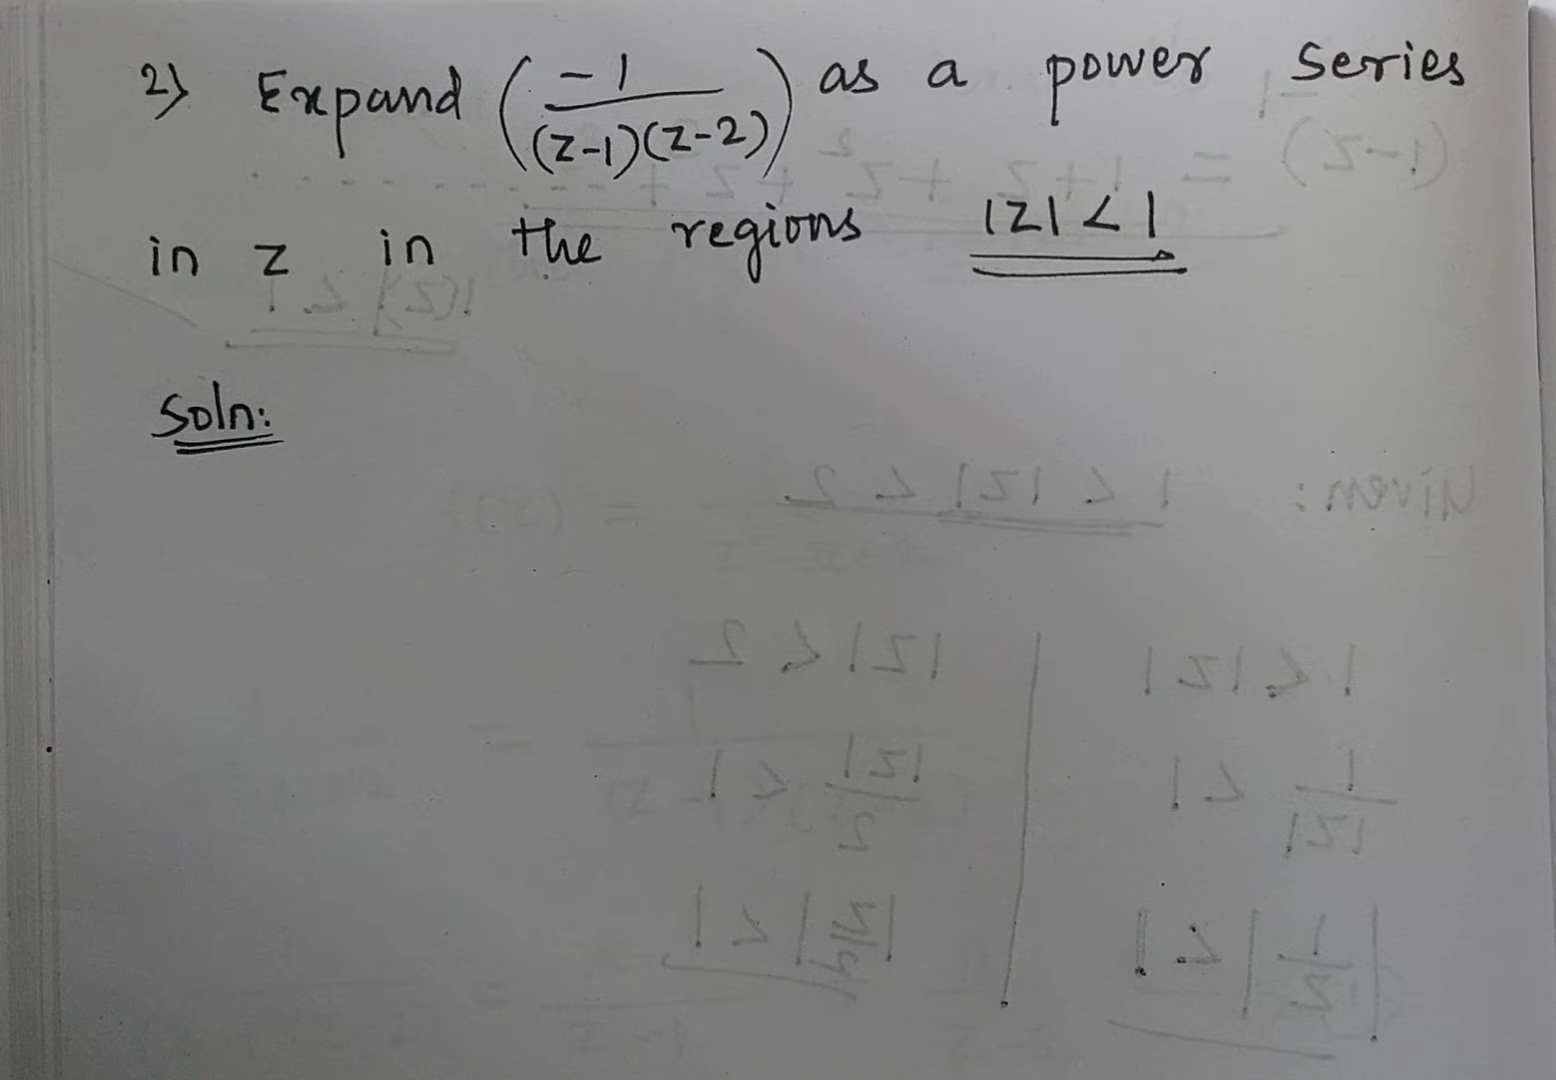 2) Expand (-1/((z-1)(z-2))) as a power series
in z in the regions |z| < 1
Soln: